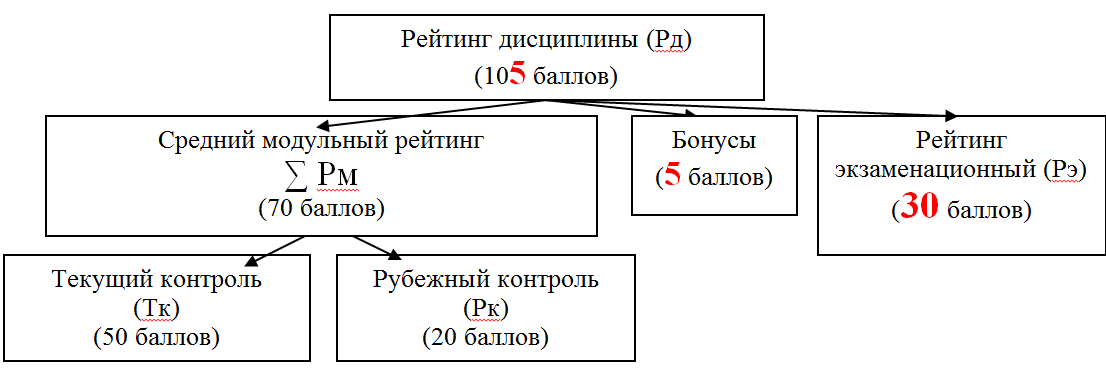 Рейтинг дисциплины (Рд)
(105 баллов)
Средний модульный рейтинг
∑ Рм
(70 баллов)
Бонусы
(5 баллов)
Рейтинг
экзаменационный (Рэ)
(30 баллов)
Текущий контроль
(Тк)
(50 баллов)
Рубежный контроль
(Рк)
(20 баллов)